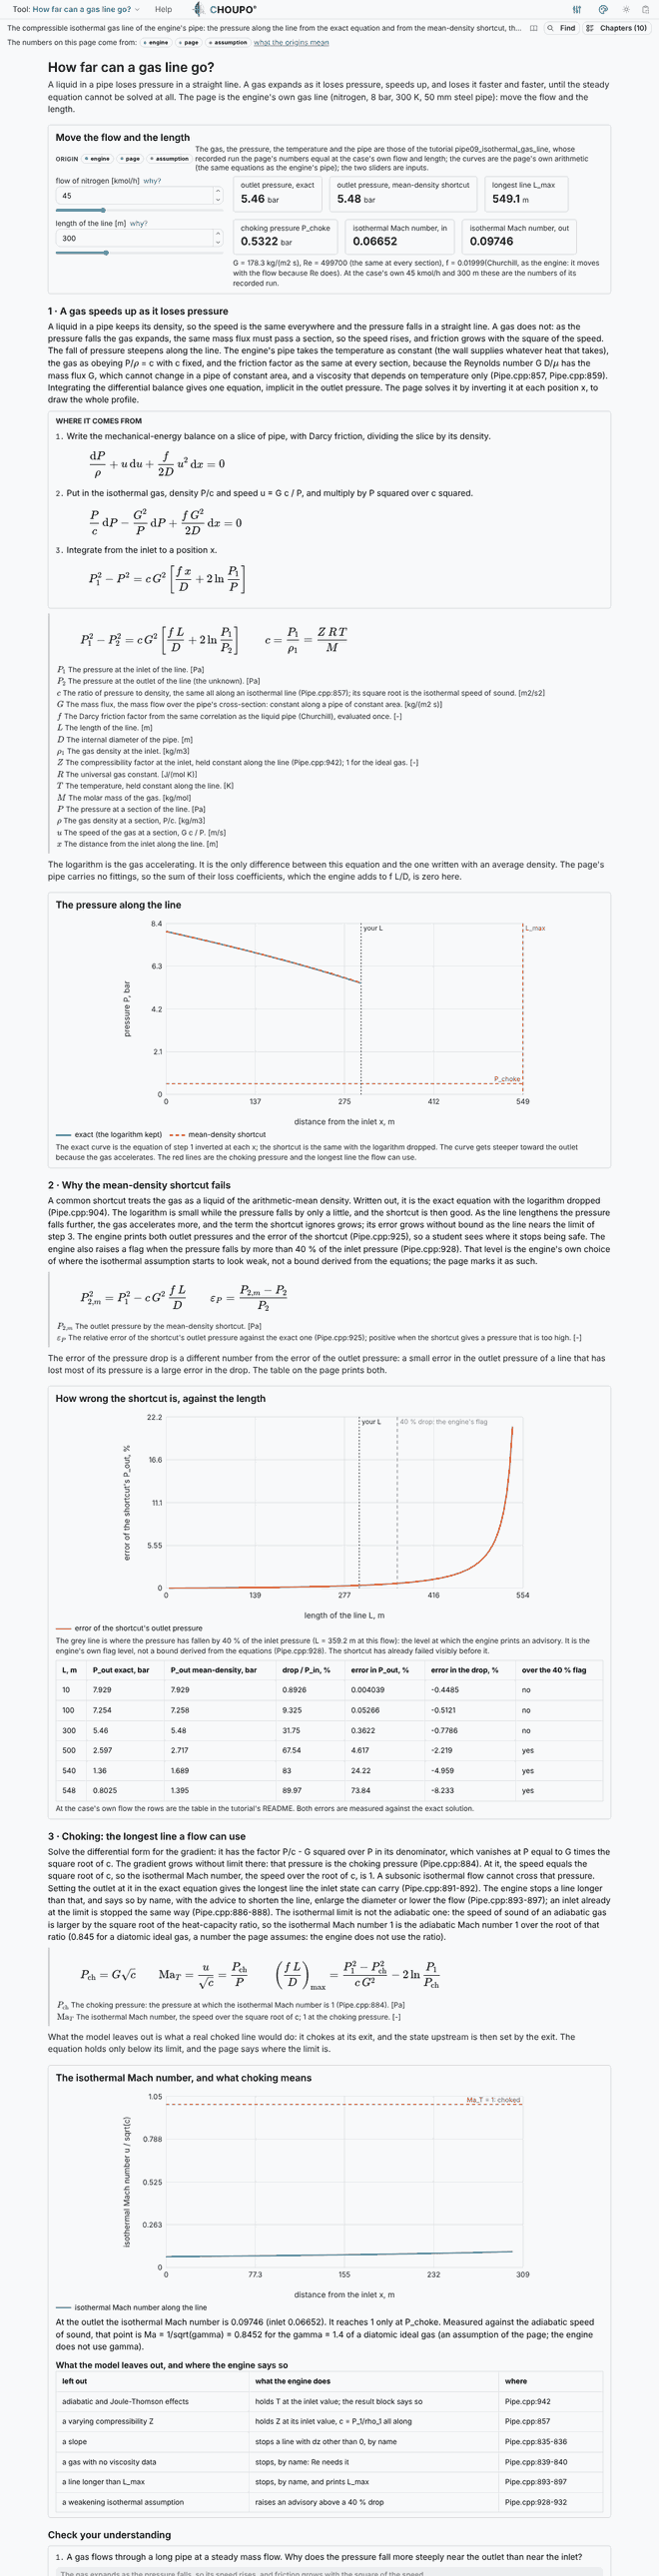 Tool: How far can a gas line go?
Help
CHOUPO
The compressible isothermal gas line of the engine's pipe: the pressure along the line from the exact equation and from the mean-density shortcut, th...
Find
Chapters (10)
The numbers on this page come from: engine page assumption what the origins mean
How far can a gas line go?
A liquid in a pipe loses pressure in a straight line. A gas expands as it loses pressure, speeds up, and loses it faster and faster, until the steady
equation cannot be solved at all. The page is the engine's own gas line (nitrogen, 8 bar, 300 K, 50 mm steel pipe): move the flow and the
length.
Move the flow and the length
ORIGIN engine page assumption
The gas, the pressure, the temperature and the pipe are those of the tutorial pipe09_isothermal_gas_line, whose
recorded run the page's numbers equal at the case's own flow and length; the curves are the page's own arithmetic
(the same equations as the engine's pipe); the two sliders are inputs.
flow of nitrogen [kmol/h] why?
45
length of the line [m] why?
300
outlet pressure, exact
5.46 bar
outlet pressure, mean-density shortcut
5.48 bar
longest line L_max
549.1 m
choking pressure P_choke
0.5322 bar
isothermal Mach number, in
0.06652
isothermal Mach number, out
0.09746
G = 178.3 kg/(m2 s), Re = 499700 (the same at every section), f = 0.01999(Churchill, as the engine: it moves
with the flow because Re does). At the case's own 45 kmol/h and 300 m these are the numbers of its
recorded run.
1 · A gas speeds up as it loses pressure
A liquid in a pipe keeps its density, so the speed is the same everywhere and the pressure falls in a straight line. A gas does not: as the
pressure falls the gas expands, the same mass flux must pass a section, so the speed rises, and friction grows with the square of the speed.
The fall of pressure steepens along the line. The engine's pipe takes the temperature as constant (the wall supplies whatever heat that takes),
the gas as obeying P/ρ = c with c fixed, and the friction factor as the same at every section, because the Reynolds number G D/μ has the
mass flux G, which cannot change in a pipe of constant area, and a viscosity that depends on temperature only (Pipe.cpp:857, Pipe.cpp:859).
Integrating the differential balance gives one equation, implicit in the outlet pressure. The page solves it by inverting it at each position x, to
draw the whole profile.
WHERE IT COMES FROM
1. Write the mechanical-energy balance on a slice of pipe, with Darcy friction, dividing the slice by its density.
dP/ρ + u du + f/2D u² dx = 0
2. Put in the isothermal gas, density P/c and speed u = G c / P, and multiply by P squared over c squared.
P/c dP − G²/P dP + f G²/2D dx = 0
3. Integrate from the inlet to a position x.
P₁² − P² = c G² [f x/D + 2 ln P₁/P]
P₁² − P₂² = c G² [f L/D + 2 ln P₁/P₂] c = P₁/ρ₁ = Z R T/M
P₁ The pressure at the inlet of the line. [Pa]
P₂ The pressure at the outlet of the line (the unknown). [Pa]
c The ratio of pressure to density, the same all along an isothermal line (Pipe.cpp:857); its square root is the isothermal speed of sound. [m2/s2]
G The mass flux, the mass flow over the pipe's cross-section: constant along a pipe of constant area. [kg/(m2 s)]
f The Darcy friction factor from the same correlation as the liquid pipe (Churchill), evaluated once. [-]
L The length of the line. [m]
D The internal diameter of the pipe. [m]
ρ₁ The gas density at the inlet. [kg/m3]
Z The compressibility factor at the inlet, held constant along the line (Pipe.cpp:942); 1 for the ideal gas. [-]
R The universal gas constant. [J/(mol K)]
T The temperature, held constant along the line. [K]
M The molar mass of the gas. [kg/mol]
P The pressure at a section of the line. [Pa]
ρ The gas density at a section, P/c. [kg/m3]
u The speed of the gas at a section, G c / P. [m/s]
x The distance from the inlet along the line. [m]
The logarithm is the gas accelerating. It is the only difference between this equation and the one written with an average density. The page's
pipe carries no fittings, so the sum of their loss coefficients, which the engine adds to f L/D, is zero here.
The pressure along the line
8.4
6.3
4.2
2.1
0
pressure P, bar
your L
L_max
P_choke
0 137 275 412 549
distance from the inlet x, m
exact (the logarithm kept) mean-density shortcut
The exact curve is the equation of step 1 inverted at each x; the shortcut is the same with the logarithm dropped. The curve gets steeper toward the outlet
because the gas accelerates. The red lines are the choking pressure and the longest line the flow can use.
2 · Why the mean-density shortcut fails
A common shortcut treats the gas as a liquid of the arithmetic-mean density. Written out, it is the exact equation with the logarithm dropped
(Pipe.cpp:904). The logarithm is small while the pressure falls by only a little, and the shortcut is then good. As the line lengthens the pressure
falls further, the gas accelerates more, and the term the shortcut ignores grows; its error grows without bound as the line nears the limit of
step 3. The engine prints both outlet pressures and the error of the shortcut (Pipe.cpp:925), so a student sees where it stops being safe. The
engine also raises a flag when the pressure falls by more than 40 % of the inlet pressure (Pipe.cpp:928). That level is the engine's own choice
of where the isothermal assumption starts to look weak, not a bound derived from the equations; the page marks it as such.
P²₂,ₘ = P₁² − c G² f L/D ε_P = P₂,ₘ − P₂/P₂
P₂,ₘ The outlet pressure by the mean-density shortcut. [Pa]
ε_P The relative error of the shortcut's outlet pressure against the exact one (Pipe.cpp:925); positive when the shortcut gives a pressure that is too high. [-]
The error of the pressure drop is a different number from the error of the outlet pressure: a small error in the outlet pressure of a line that has
lost most of its pressure is a large error in the drop. The table on the page prints both.
How wrong the shortcut is, against the length
22.2
16.6
11.1
5.55
0
error of the shortcut's P_out, %
your L
40 % drop: the engine's flag
0 139 277 416 554
length of the line L, m
error of the shortcut's outlet pressure
The grey line is where the pressure has fallen by 40 % of the inlet pressure (L = 359.2 m at this flow): the level at which the engine prints an advisory. It is the
engine's own flag level, not a bound derived from the equations (Pipe.cpp:928). The shortcut has already failed visibly before it.
L, m P_out exact, bar P_out mean-density, bar drop / P_in, % error in P_out, % error in the drop, % over the 40 % flag
10 7.929 7.929 0.8926 0.004039 -0.4485 no
100 7.254 7.258 9.325 0.05266 -0.5121 no
300 5.46 5.48 31.75 0.3622 -0.7786 no
500 2.597 2.717 67.54 4.617 -2.219 yes
540 1.36 1.689 83 24.22 -4.959 yes
548 0.8025 1.395 89.97 73.84 -8.233 yes
At the case's own flow the rows are the table in the tutorial's README. Both errors are measured against the exact solution.
3 · Choking: the longest line a flow can use
Solve the differential form for the gradient: it has the factor P/c - G squared over P in its denominator, which vanishes at P equal to G times the
square root of c. The gradient grows without limit there: that pressure is the choking pressure (Pipe.cpp:884). At it, the speed equals the
square root of c, so the isothermal Mach number, the speed over the root of c, is 1. A subsonic isothermal flow cannot cross that pressure.
Setting the outlet at it in the exact equation gives the longest line the inlet state can carry (Pipe.cpp:891-892). The engine stops a line longer
than that, and says so by name, with the advice to shorten the line, enlarge the diameter or lower the flow (Pipe.cpp:893-897); an inlet already
at the limit is stopped the same way (Pipe.cpp:886-888). The isothermal limit is not the adiabatic one: the speed of sound of an adiabatic gas
is larger by the square root of the heat-capacity ratio, so the isothermal Mach number 1 is the adiabatic Mach number 1 over the root of that
ratio (0.845 for a diatomic ideal gas, a number the page assumes: the engine does not use the ratio).
P_ch = G√c Ma_T = u/√c = P_ch/P (f L/D)_max = P₁² − P²_ch/c G² − 2 ln P₁/P_ch
P_ch The choking pressure: the pressure at which the isothermal Mach number is 1 (Pipe.cpp:884). [Pa]
Ma_T The isothermal Mach number, the speed over the square root of c; 1 at the choking pressure. [-]
What the model leaves out is what a real choked line would do: it chokes at its exit, and the state upstream is then set by the exit. The
equation holds only below its limit, and the page says where the limit is.
The isothermal Mach number, and what choking means
1.05
0.788
0.525
0.263
0
isothermal Mach number u / sqrt(c)
Ma_T = 1: choked
0 77.3 155 232 309
distance from the inlet x, m
isothermal Mach number along the line
At the outlet the isothermal Mach number is 0.09746 (inlet 0.06652). It reaches 1 only at P_choke. Measured against the adiabatic speed
of sound, that point is Ma = 1/sqrt(gamma) = 0.8452 for the gamma = 1.4 of a diatomic ideal gas (an assumption of the page; the engine
does not use gamma).
What the model leaves out, and where the engine says so
left out what the engine does where
adiabatic and Joule-Thomson effects holds T at the inlet value; the result block says so Pipe.cpp:942
a varying compressibility Z holds Z at its inlet value, c = P_1/rho_1 all along Pipe.cpp:857
a slope stops a line with dz other than 0, by name Pipe.cpp:835-836
a gas with no viscosity data stops, by name: Re needs it Pipe.cpp:839-840
a line longer than L_max stops, by name, and prints L_max Pipe.cpp:893-897
a weakening isothermal assumption raises an advisory above a 40 % drop Pipe.cpp:928-932
Check your understanding
1. A gas flows through a long pipe at a steady mass flow. Why does the pressure fall more steeply near the outlet than near the inlet?
The gas expands as the pressure falls, so its speed rises, and friction grows with the square of the speed.